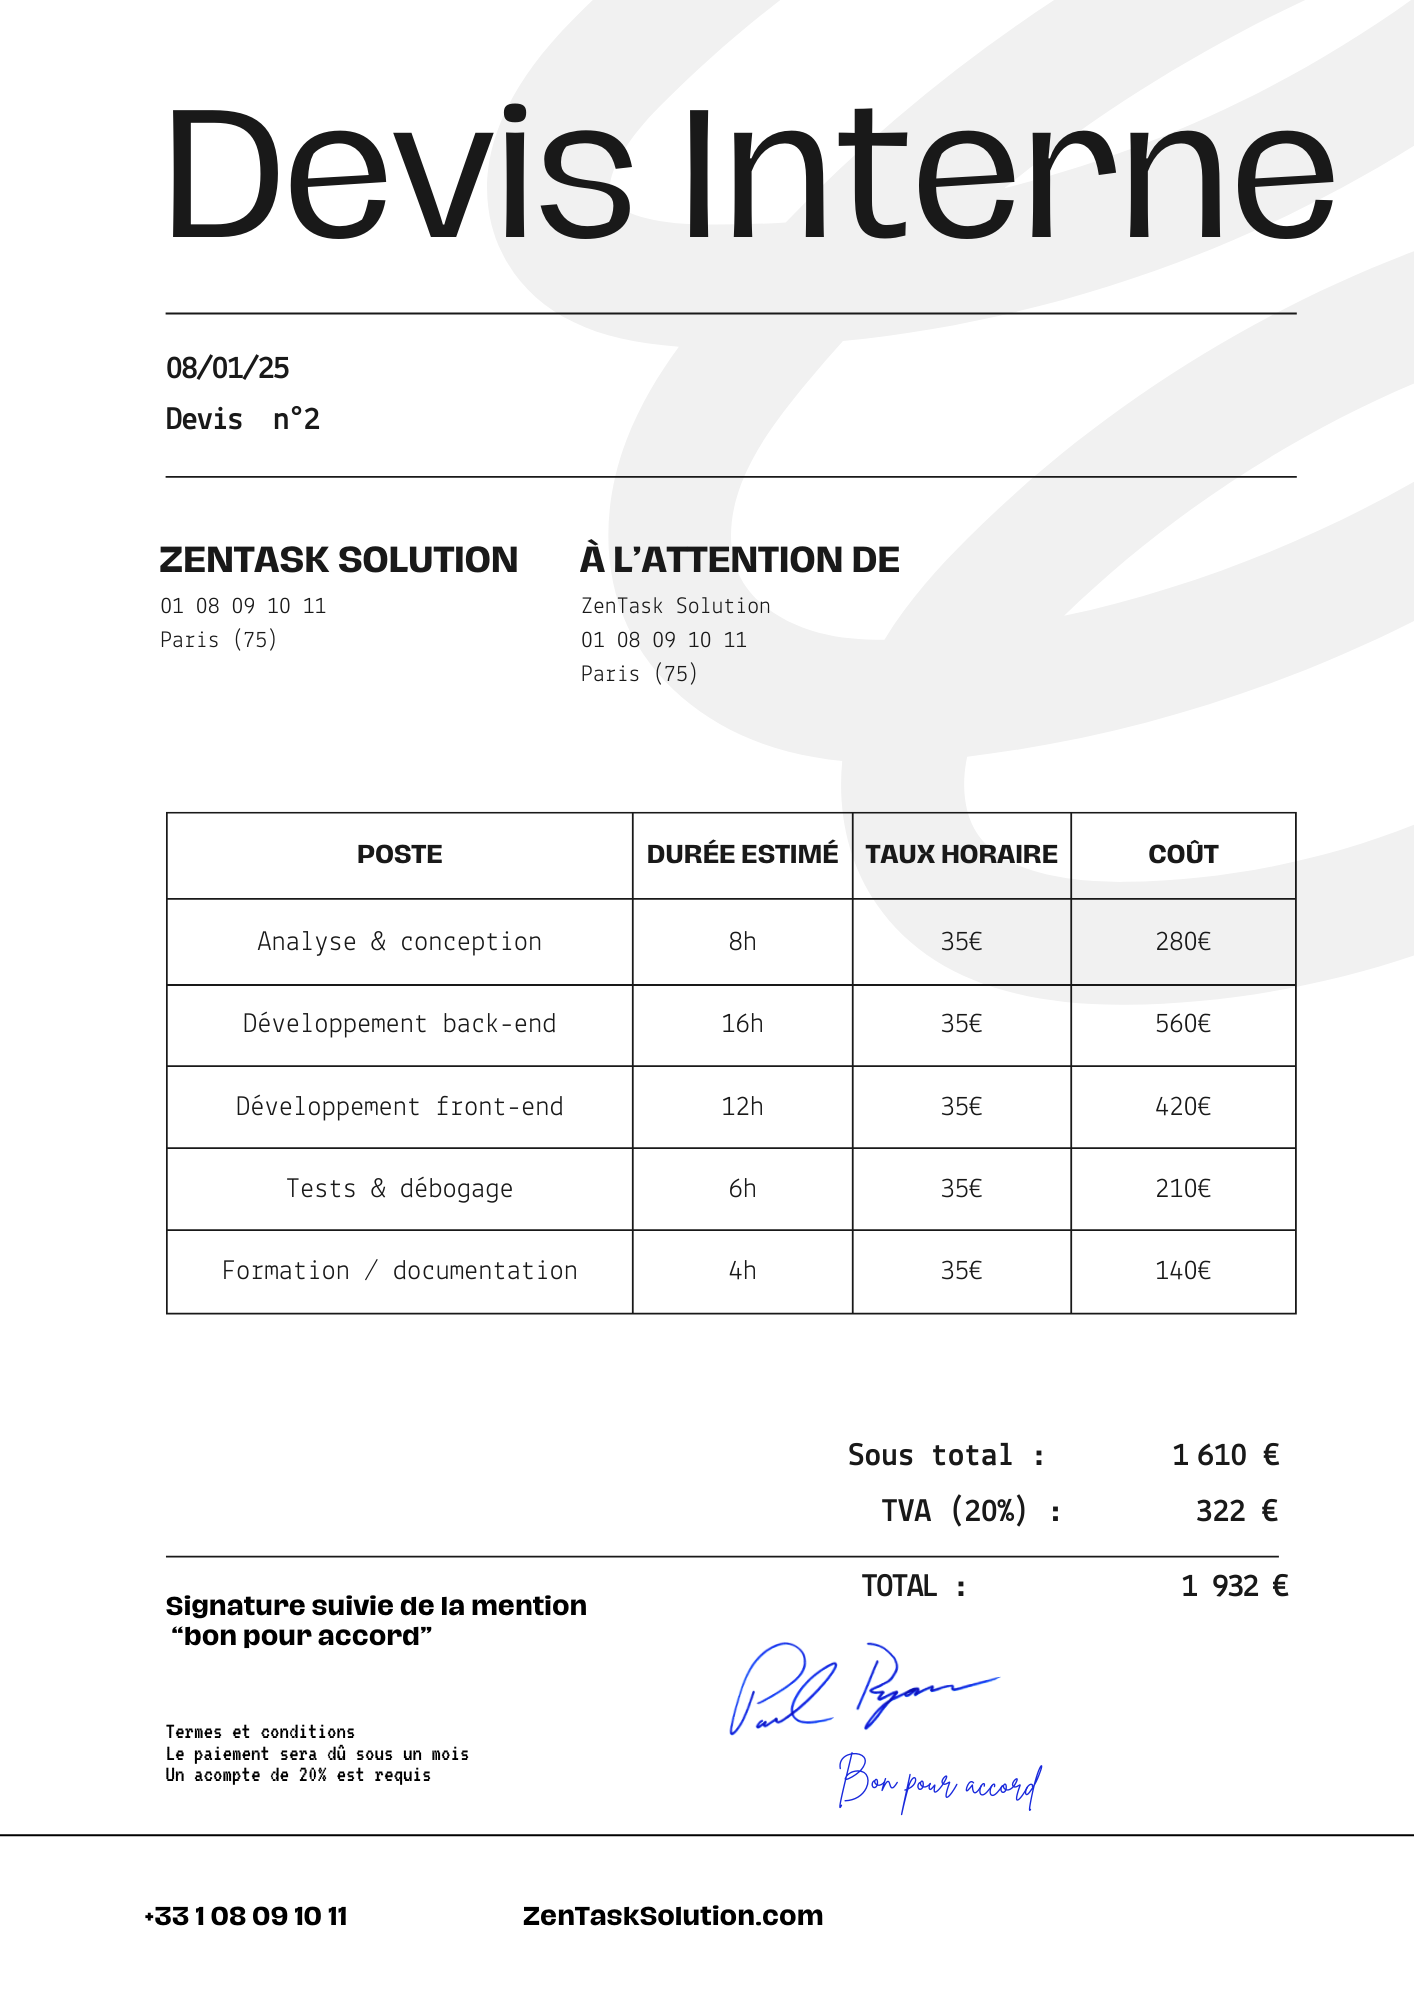 Devis Interne
08/01/25
Devis n°2
ZENTASK SOLUTION
01 08 09 10 11
Paris (75)
À L’ATTENTION DE
ZenTask Solution
01 08 09 10 11
Paris (75)
POSTE DURÉE ESTIMÉ TAUX HORAIRE COÛT
Analyse & conception 8h 35€ 280€
Développement back-end 16h 35€ 560€
Développement front-end 12h 35€ 420€
Tests & débogage 6h 35€ 210€
Formation / documentation 4h 35€ 140€
Sous total : 1 610 €
TVA (20%) : 322 €
TOTAL : 1 932 €
Signature suivie de la mention
“bon pour accord”
Paul Ryan
Bon pour accord
Termes et conditions
Le paiement sera dû sous un mois
Un acompte de 20% est requis
+33 1 08 09 10 11 ZenTaskSolution.com